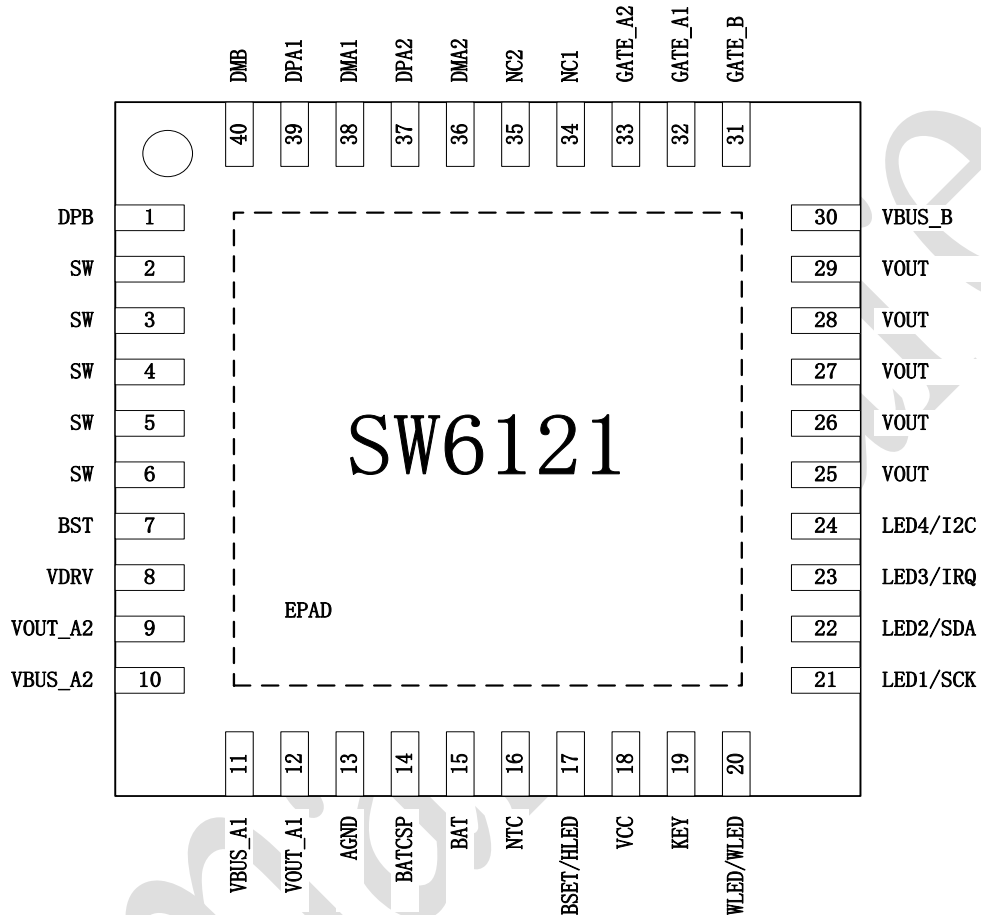 DMB DPA1 DMA1 DPA2 DMA2 NC2 NC1 GATE_A2 GATE_A1 GATE_B
40 39 38 37 36 35 34 33 32 31
DPB 1 30 VBUS_B
SW 2 29 VOUT
SW 3 28 VOUT
SW 4 27 VOUT
SW 5 26 VOUT
SW 6 25 VOUT
SW6121
BST 7 24 LED4/I2C
VDRV 8 23 LED3/IRQ
EPAD
VOUT_A2 9 22 LED2/SDA
VBUS_A2 10 21 LED1/SCK
11 12 13 14 15 16 17 18 19 20
VBUS_A1 VOUT_A1 AGND BATCSP BAT NTC BSET/HLED VCC KEY WLED/WLED